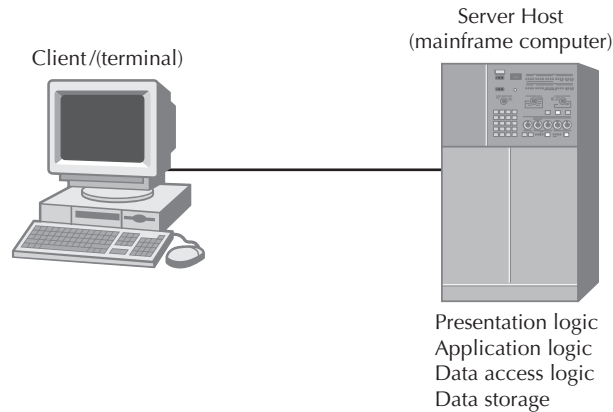 Server Host
(mainframe computer)
Client/(terminal)
Presentation logic
Application logic
Data access logic
Data storage